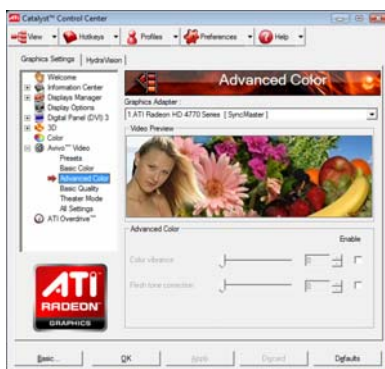 Catalyst™ Control Center
View Hotkeys Profiles Preferences Help
Graphics Settings HydraVision
Welcome
Information Center
Displays Manager
Display Options
Digital Panel (DVI) 3
3D
Color
Avivo™ Video
Presets
Basic Color
Advanced Color
Basic Quality
Theater Mode
All Settings
ATI Overdrive™
Advanced Color
Graphics Adapter :
1.ATI Radeon HD 4770 Series [ SyncMaster ]
Video Preview
Advanced Color
Enable
Color vibrance
Flesh tone correction
ATI
RADEON
GRAPHICS
Basic... OK Apply Discard Defaults